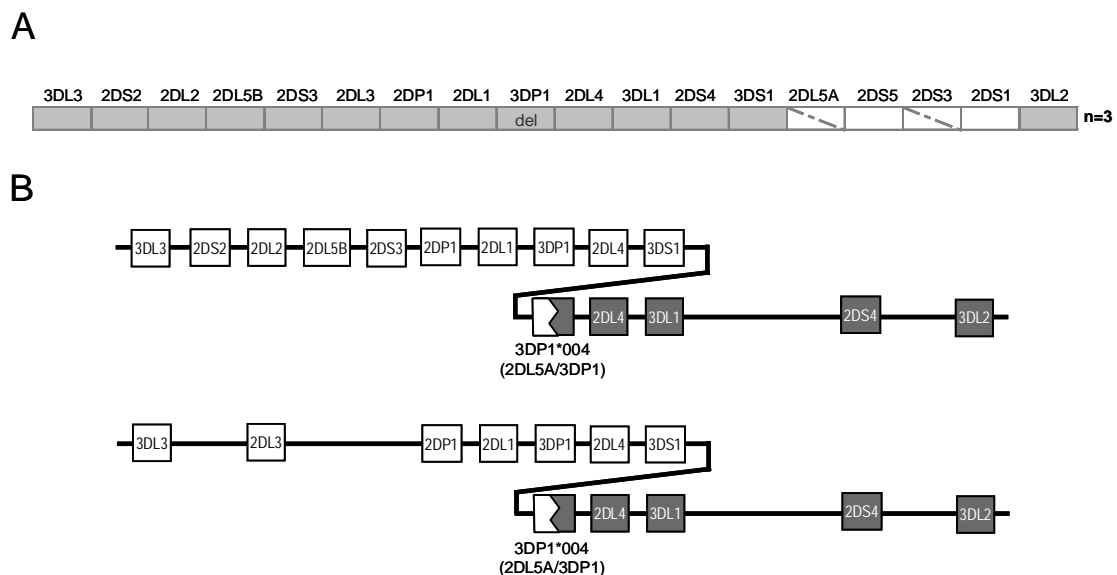 A
3DL3 2DS2 2DL2 2DL5B 2DS3 2DL3 2DP1 2DL1 3DP1 2DL4 3DL1 2DS4 3DS1 2DL5A 2DS5 2DS3 2DS1 3DL2
del n=3
B
3DL3 2DS2 2DL2 2DL5B 2DS3 2DP1 2DL1 3DP1 2DL4 3DS1
2DL4 3DL1 2DS4 3DL2
3DP1*004
(2DL5A/3DP1)
3DL3 2DL3 2DP1 2DL1 3DP1 2DL4 3DS1
2DL4 3DL1 2DS4 3DL2
3DP1*004
(2DL5A/3DP1)